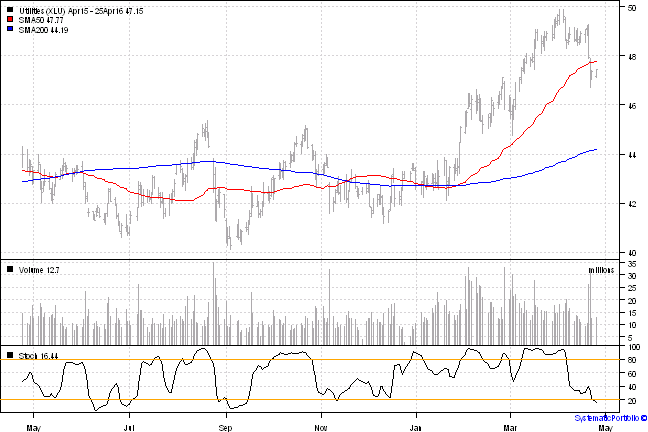 Utilities (XLU) Apr15 - 25Apr16 47.15
SMA50 47.77
SMA200 44.19
50
48
46
44
42
40
Volume 12.7
millions
35
30
25
20
15
10
5
Stoch 16.44
100
80
60
40
20
May
Jul
Sep
Nov
Jan
Mar
May
SystematicPortfolio ©